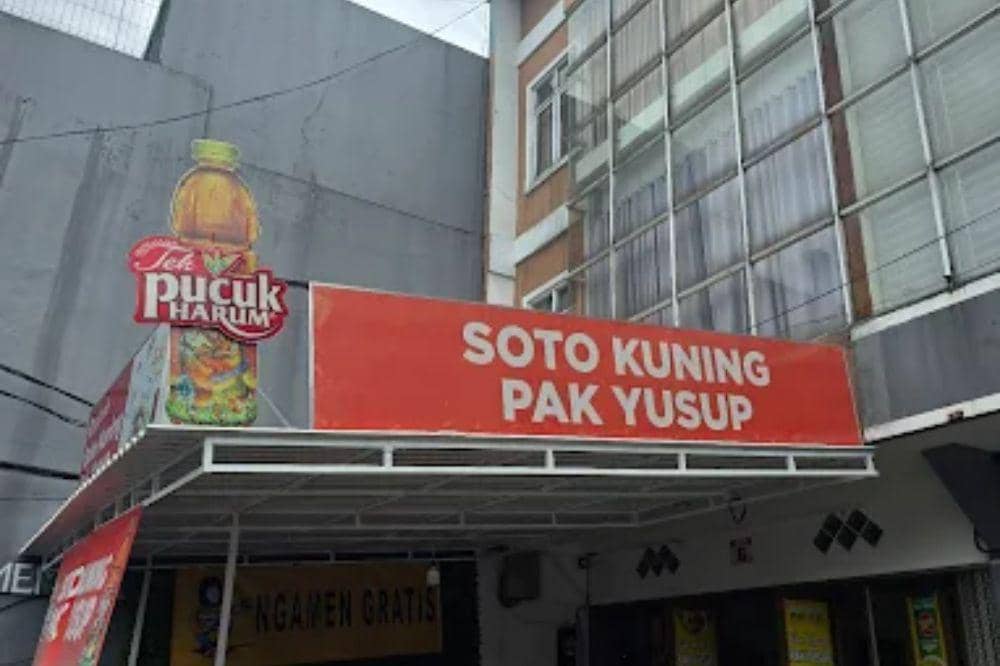 Teh
Pucuk
HARUM
SOTO KUNING
PAK YUSUP
NGAMEN GRATIS